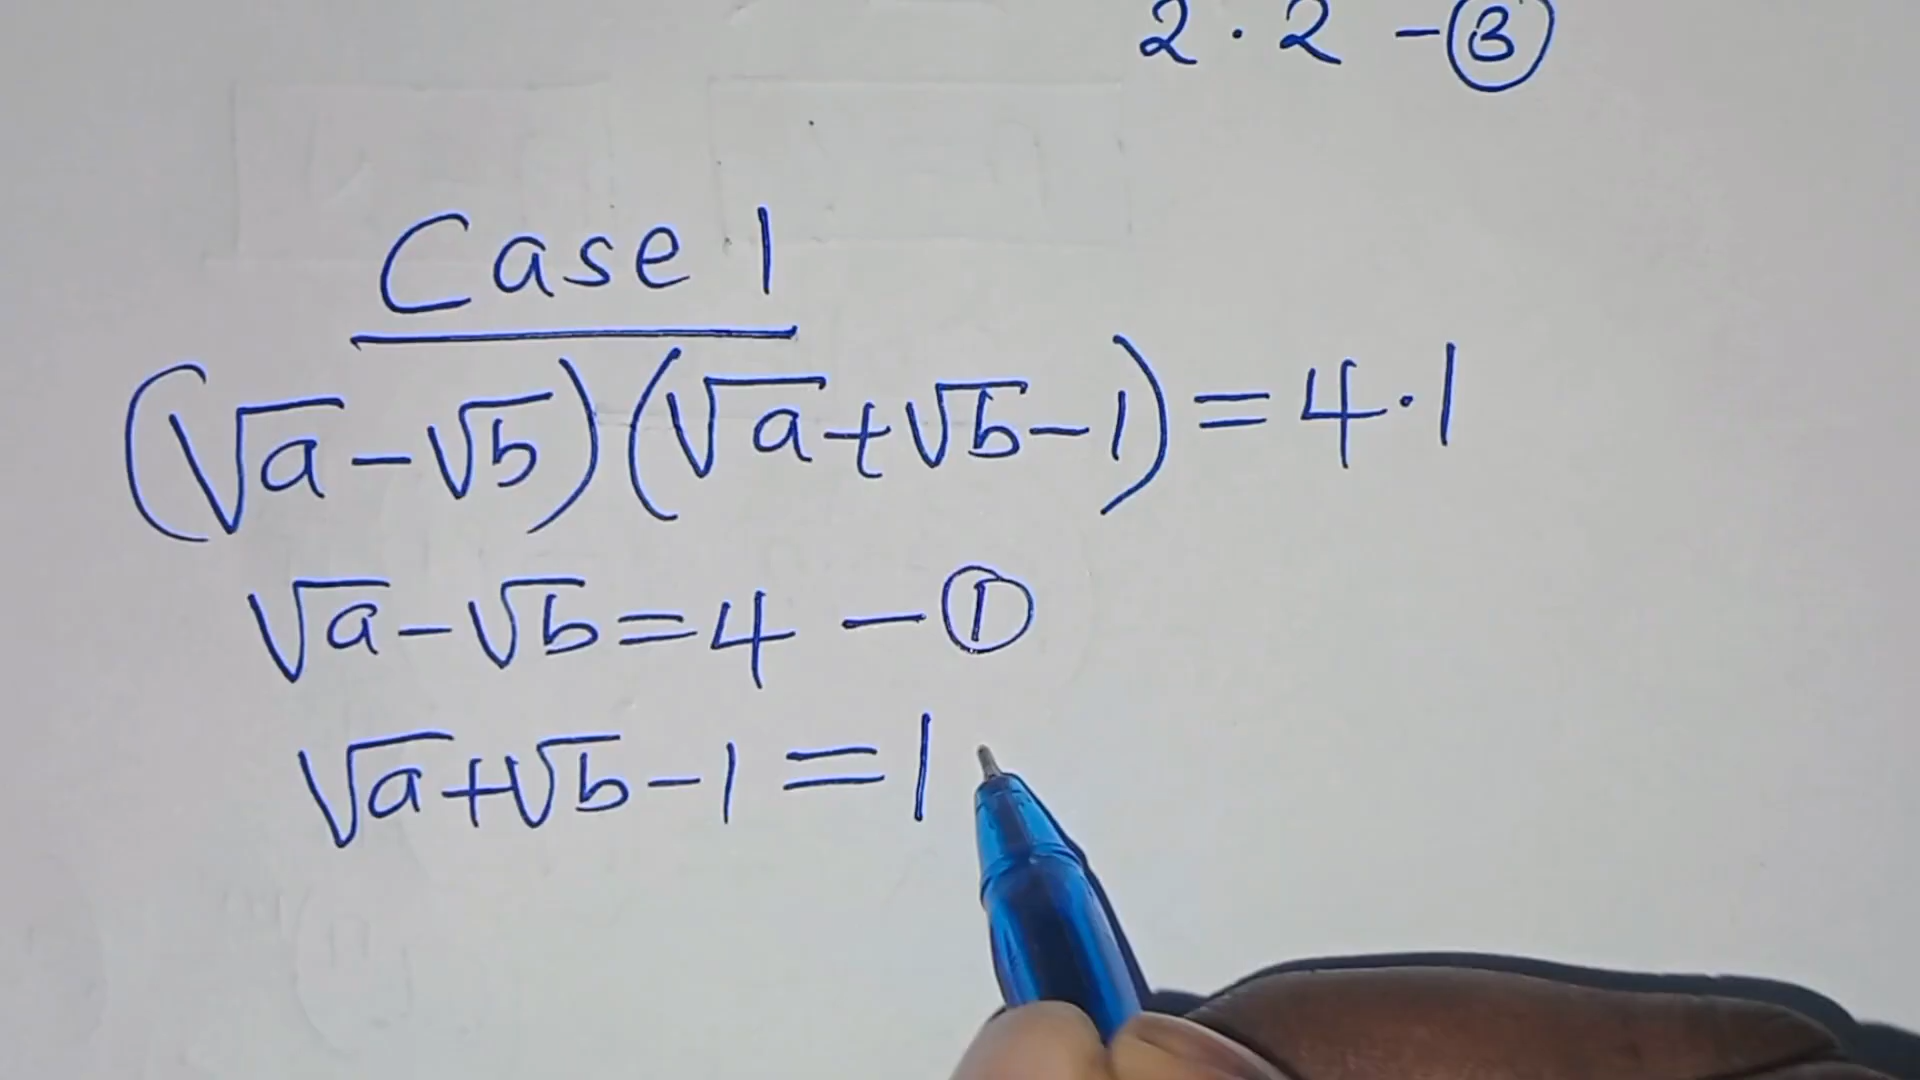 2 · 2 - ③
Case 1
(√a - √b)(√a + √b - 1) = 4 · 1
√a - √b = 4 - ①
√a + √b - 1 = 1